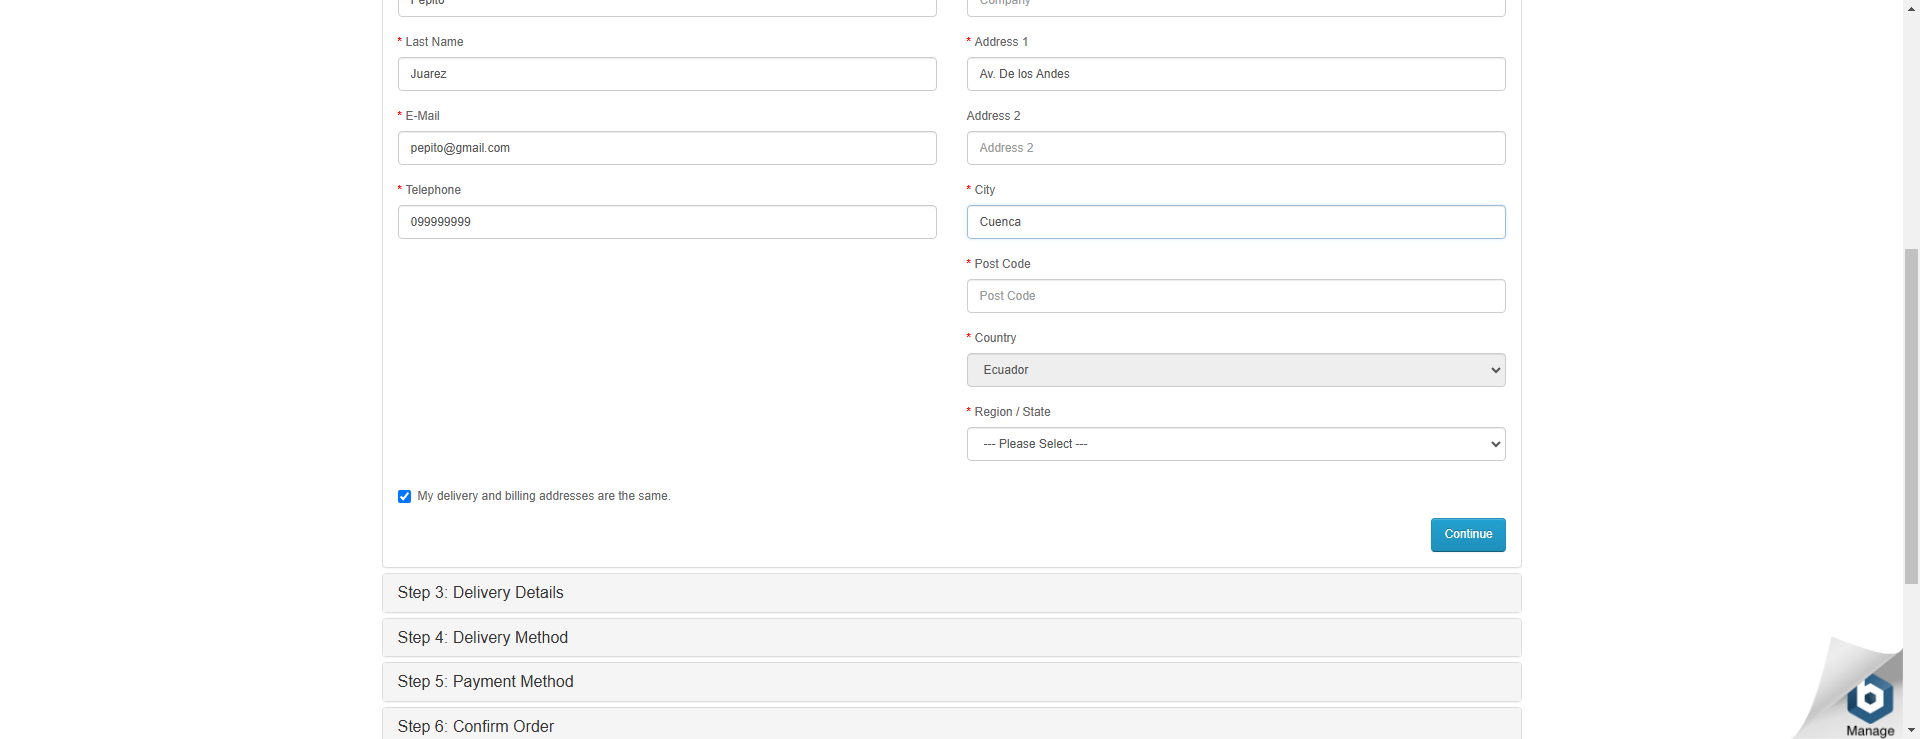 Pepito
Company
* Last Name
Juarez
* Address 1
Av. De los Andes
* E-Mail
pepito@gmail.com
Address 2
Address 2
* Telephone
099999999
* City
Cuenca
* Post Code
Post Code
* Country
Ecuador
* Region / State
--- Please Select ---
My delivery and billing addresses are the same.
Continue
Step 3: Delivery Details
Step 4: Delivery Method
Step 5: Payment Method
Step 6: Confirm Order
Manage